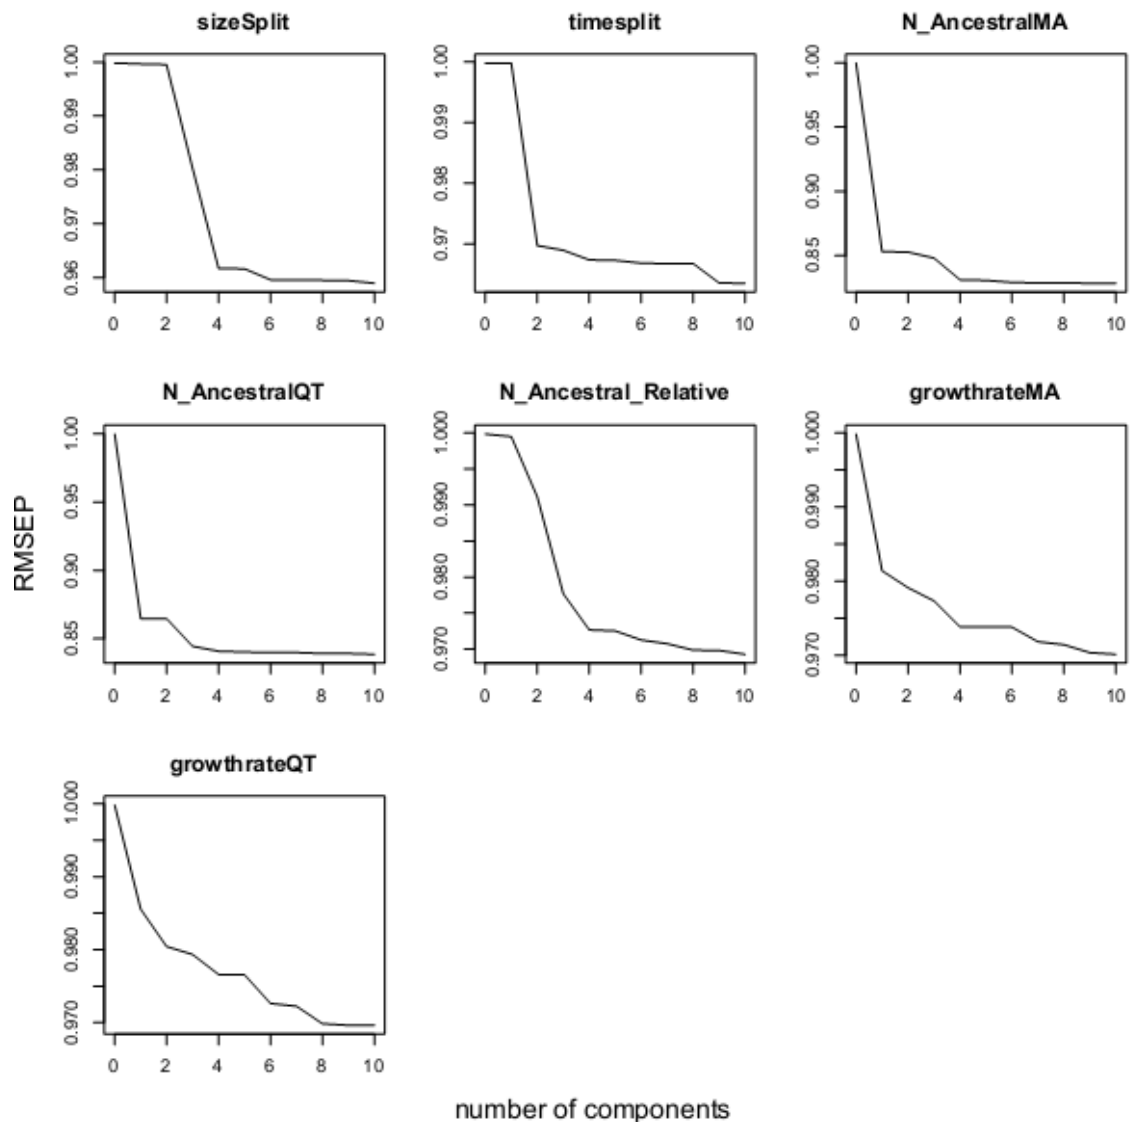 sizeSplit
1.00
0.99
0.98
0.97
0.96
0 2 4 6 8 10
timesplit
1.00
0.99
0.98
0.97
0 2 4 6 8 10
N_AncestralMA
1.00
0.95
0.90
0.85
0 2 4 6 8 10
N_AncestralQT
1.00
0.95
0.90
0.85
0 2 4 6 8 10
N_Ancestral_Relative
1.000
0.990
0.980
0.970
0 2 4 6 8 10
growthrateMA
1.000
0.990
0.980
0.970
0 2 4 6 8 10
growthrateQT
1.000
0.990
0.980
0.970
0 2 4 6 8 10
RMSEP
number of components